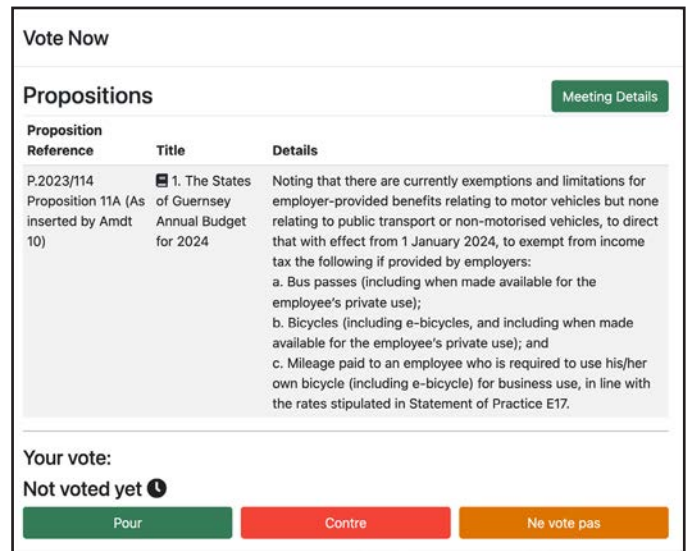 Vote Now
Propositions
Meeting Details
Proposition
Reference
Title
Details
P.2023/114
Proposition 11A (As
inserted by Amdt
10)
1. The States
of Guernsey
Annual Budget
for 2024
Noting that there are currently exemptions and limitations for
employer-provided benefits relating to motor vehicles but none
relating to public transport or non-motorised vehicles, to direct
that with effect from 1 January 2024, to exempt from income
tax the following if provided by employers:
a. Bus passes (including when made available for the
employee’s private use);
b. Bicycles (including e-bicycles, and including when made
available for the employee’s private use); and
c. Mileage paid to an employee who is required to use his/her
own bicycle (including e-bicycle) for business use, in line with
the rates stipulated in Statement of Practice E17.
Your vote:
Not voted yet
Pour
Contre
Ne vote pas